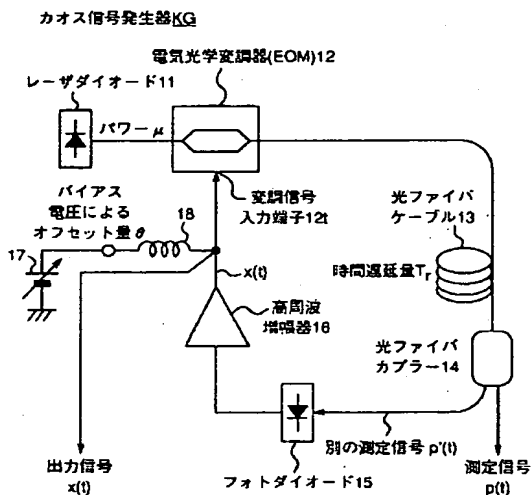 カオス信号発生器KG
電気光学変調器(EOM)12
レーザダイオード11
パワーμ
バイアス
電圧による
オフセット量θ
18
変調信号
入力端子12t
光ファイバ
ケーブル13
17
x(t)
時間遅延量Tr
高周波
増幅器16
光ファイバ
カプラー14
別の測定信号 p'(t)
出力信号
x(t)
フォトダイオード15
測定信号
p(t)